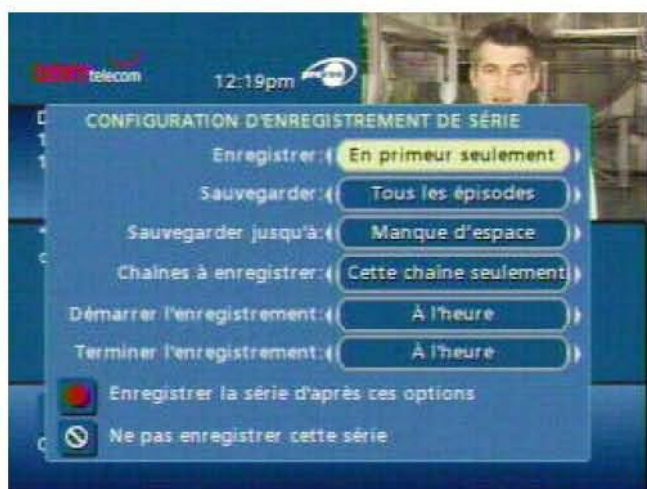 telecom
12:19pm
CONFIGURATION D'ENREGISTREMENT DE SÉRIE
Enregistrer: En primeur seulement
Sauvegarder: Tous les épisodes
Sauvegarder jusqu'à: Manque d'espace
Chaînes à enregistrer: Cette chaîne seulement
Démarrer l'enregistrement: À l'heure
Terminer l'enregistrement: À l'heure
Enregistrer la série d'après ces options
Ne pas enregistrer cette série